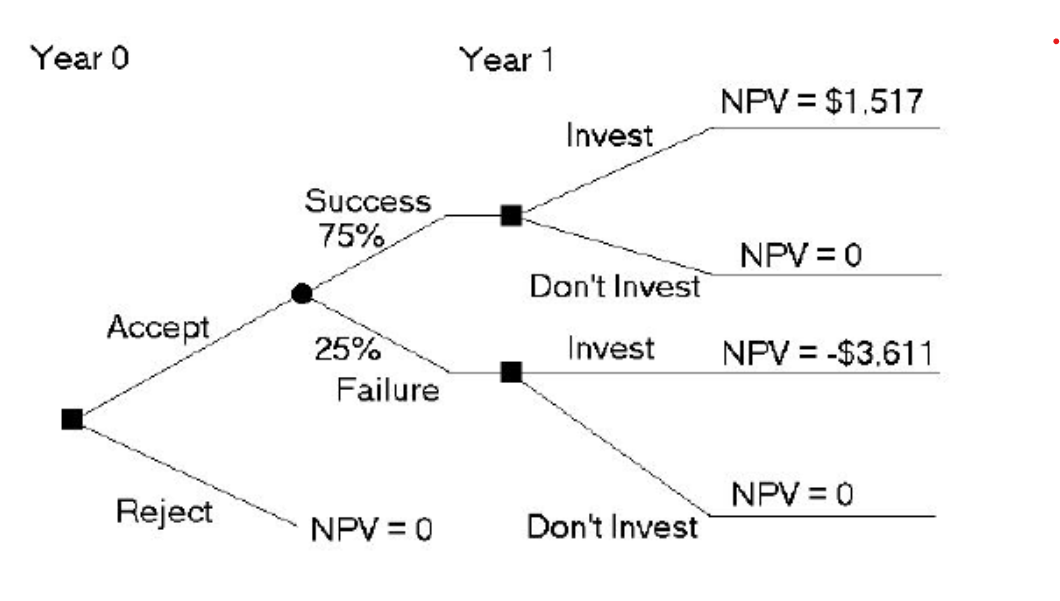 Year 0
Year 1
NPV = $1,517
Invest
Success
75%
NPV = 0
Don't Invest
Accept
25%
Invest
NPV = -$3,611
Failure
NPV = 0
Reject
NPV = 0
Don't Invest